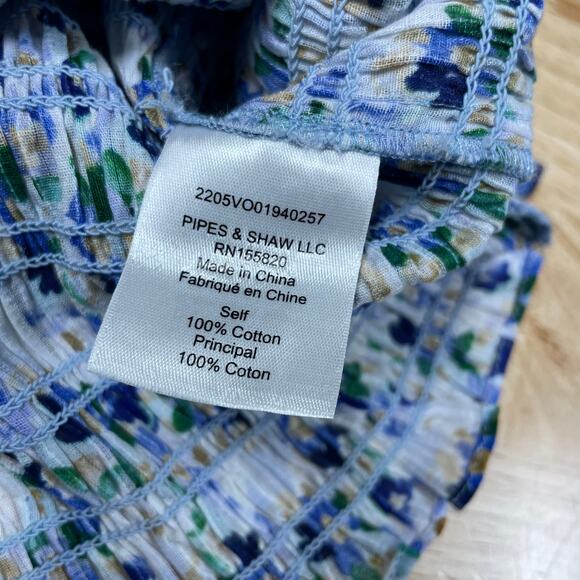 2205VO01940257
PIPES & SHAW LLC
RN155820
Made in China
Fabriqué en Chine
Self
100% Cotton
Principal
100% Coton